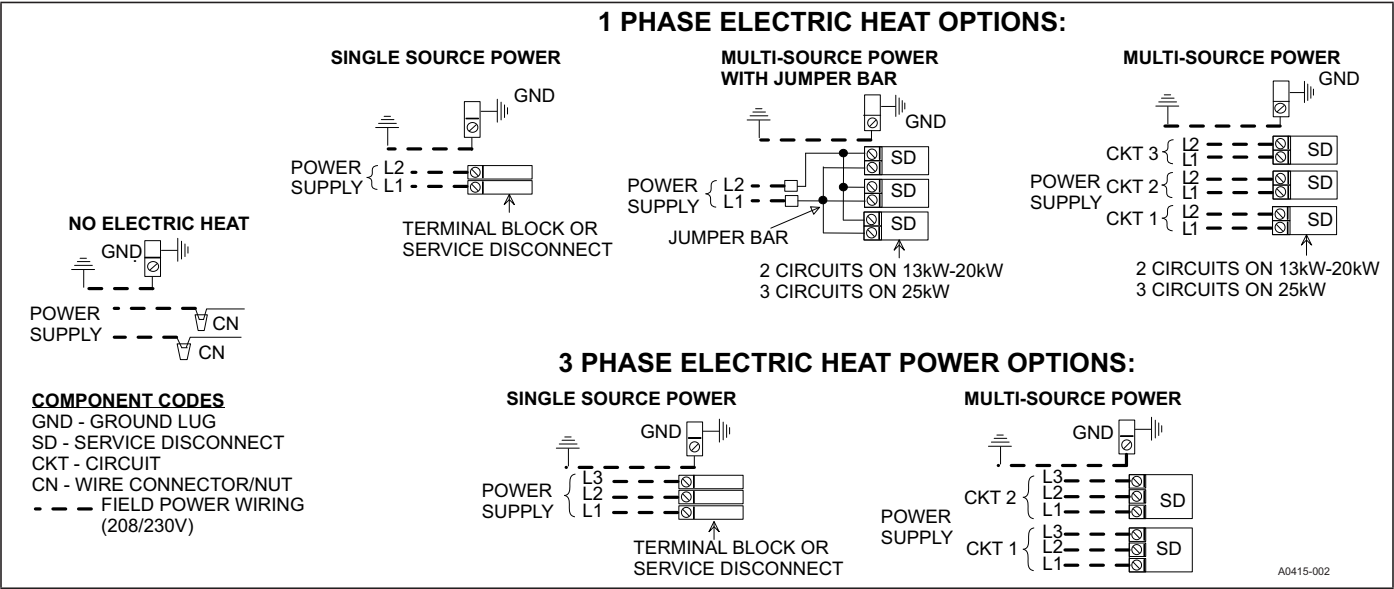 1 PHASE ELECTRIC HEAT OPTIONS:
SINGLE SOURCE POWER
GND
POWER
SUPPLY
L2
L1
TERMINAL BLOCK OR
SERVICE DISCONNECT
MULTI-SOURCE POWER
WITH JUMPER BAR
GND
SD
SD
SD
POWER
SUPPLY
L2
L1
JUMPER BAR
2 CIRCUITS ON 13kW-20kW
3 CIRCUITS ON 25kW
MULTI-SOURCE POWER
GND
CKT 3
L2
L1
SD
POWER
SUPPLY
CKT 2
L2
L1
SD
CKT 1
L2
L1
SD
2 CIRCUITS ON 13kW-20kW
3 CIRCUITS ON 25kW
NO ELECTRIC HEAT
GND
POWER
SUPPLY
CN
CN
COMPONENT CODES
GND - GROUND LUG
SD - SERVICE DISCONNECT
CKT - CIRCUIT
CN - WIRE CONNECTOR/NUT
FIELD POWER WIRING
(208/230V)
3 PHASE ELECTRIC HEAT POWER OPTIONS:
SINGLE SOURCE POWER
GND
POWER
SUPPLY
L3
L2
L1
TERMINAL BLOCK OR
SERVICE DISCONNECT
MULTI-SOURCE POWER
GND
CKT 2
L3
L2
L1
SD
POWER
SUPPLY
CKT 1
L3
L2
L1
SD
A0415-002